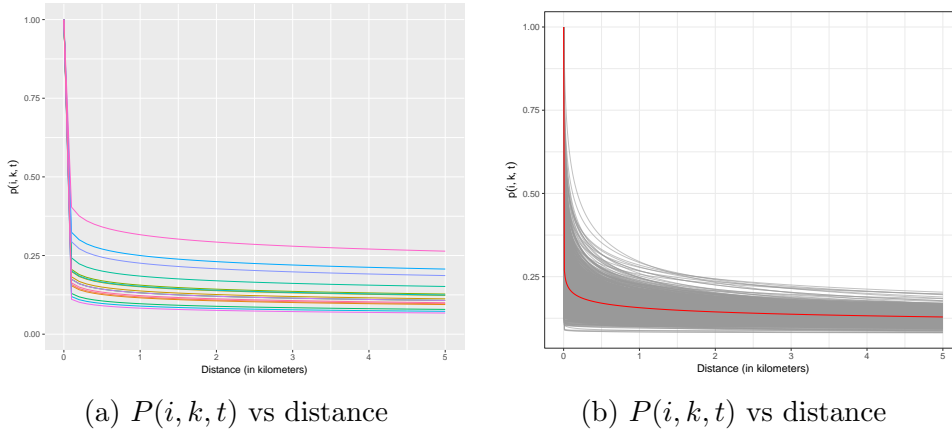 1.00
0.75
0.50
0.25
0.00
p(i, k, t)
0 1 2 3 4 5
Distance (in kilometers)
(a) P(i, k, t) vs distance
1.00
0.75
0.50
0.25
p(i, k, t)
0 1 2 3 4 5
Distance (in kilometers)
(b) P(i, k, t) vs distance